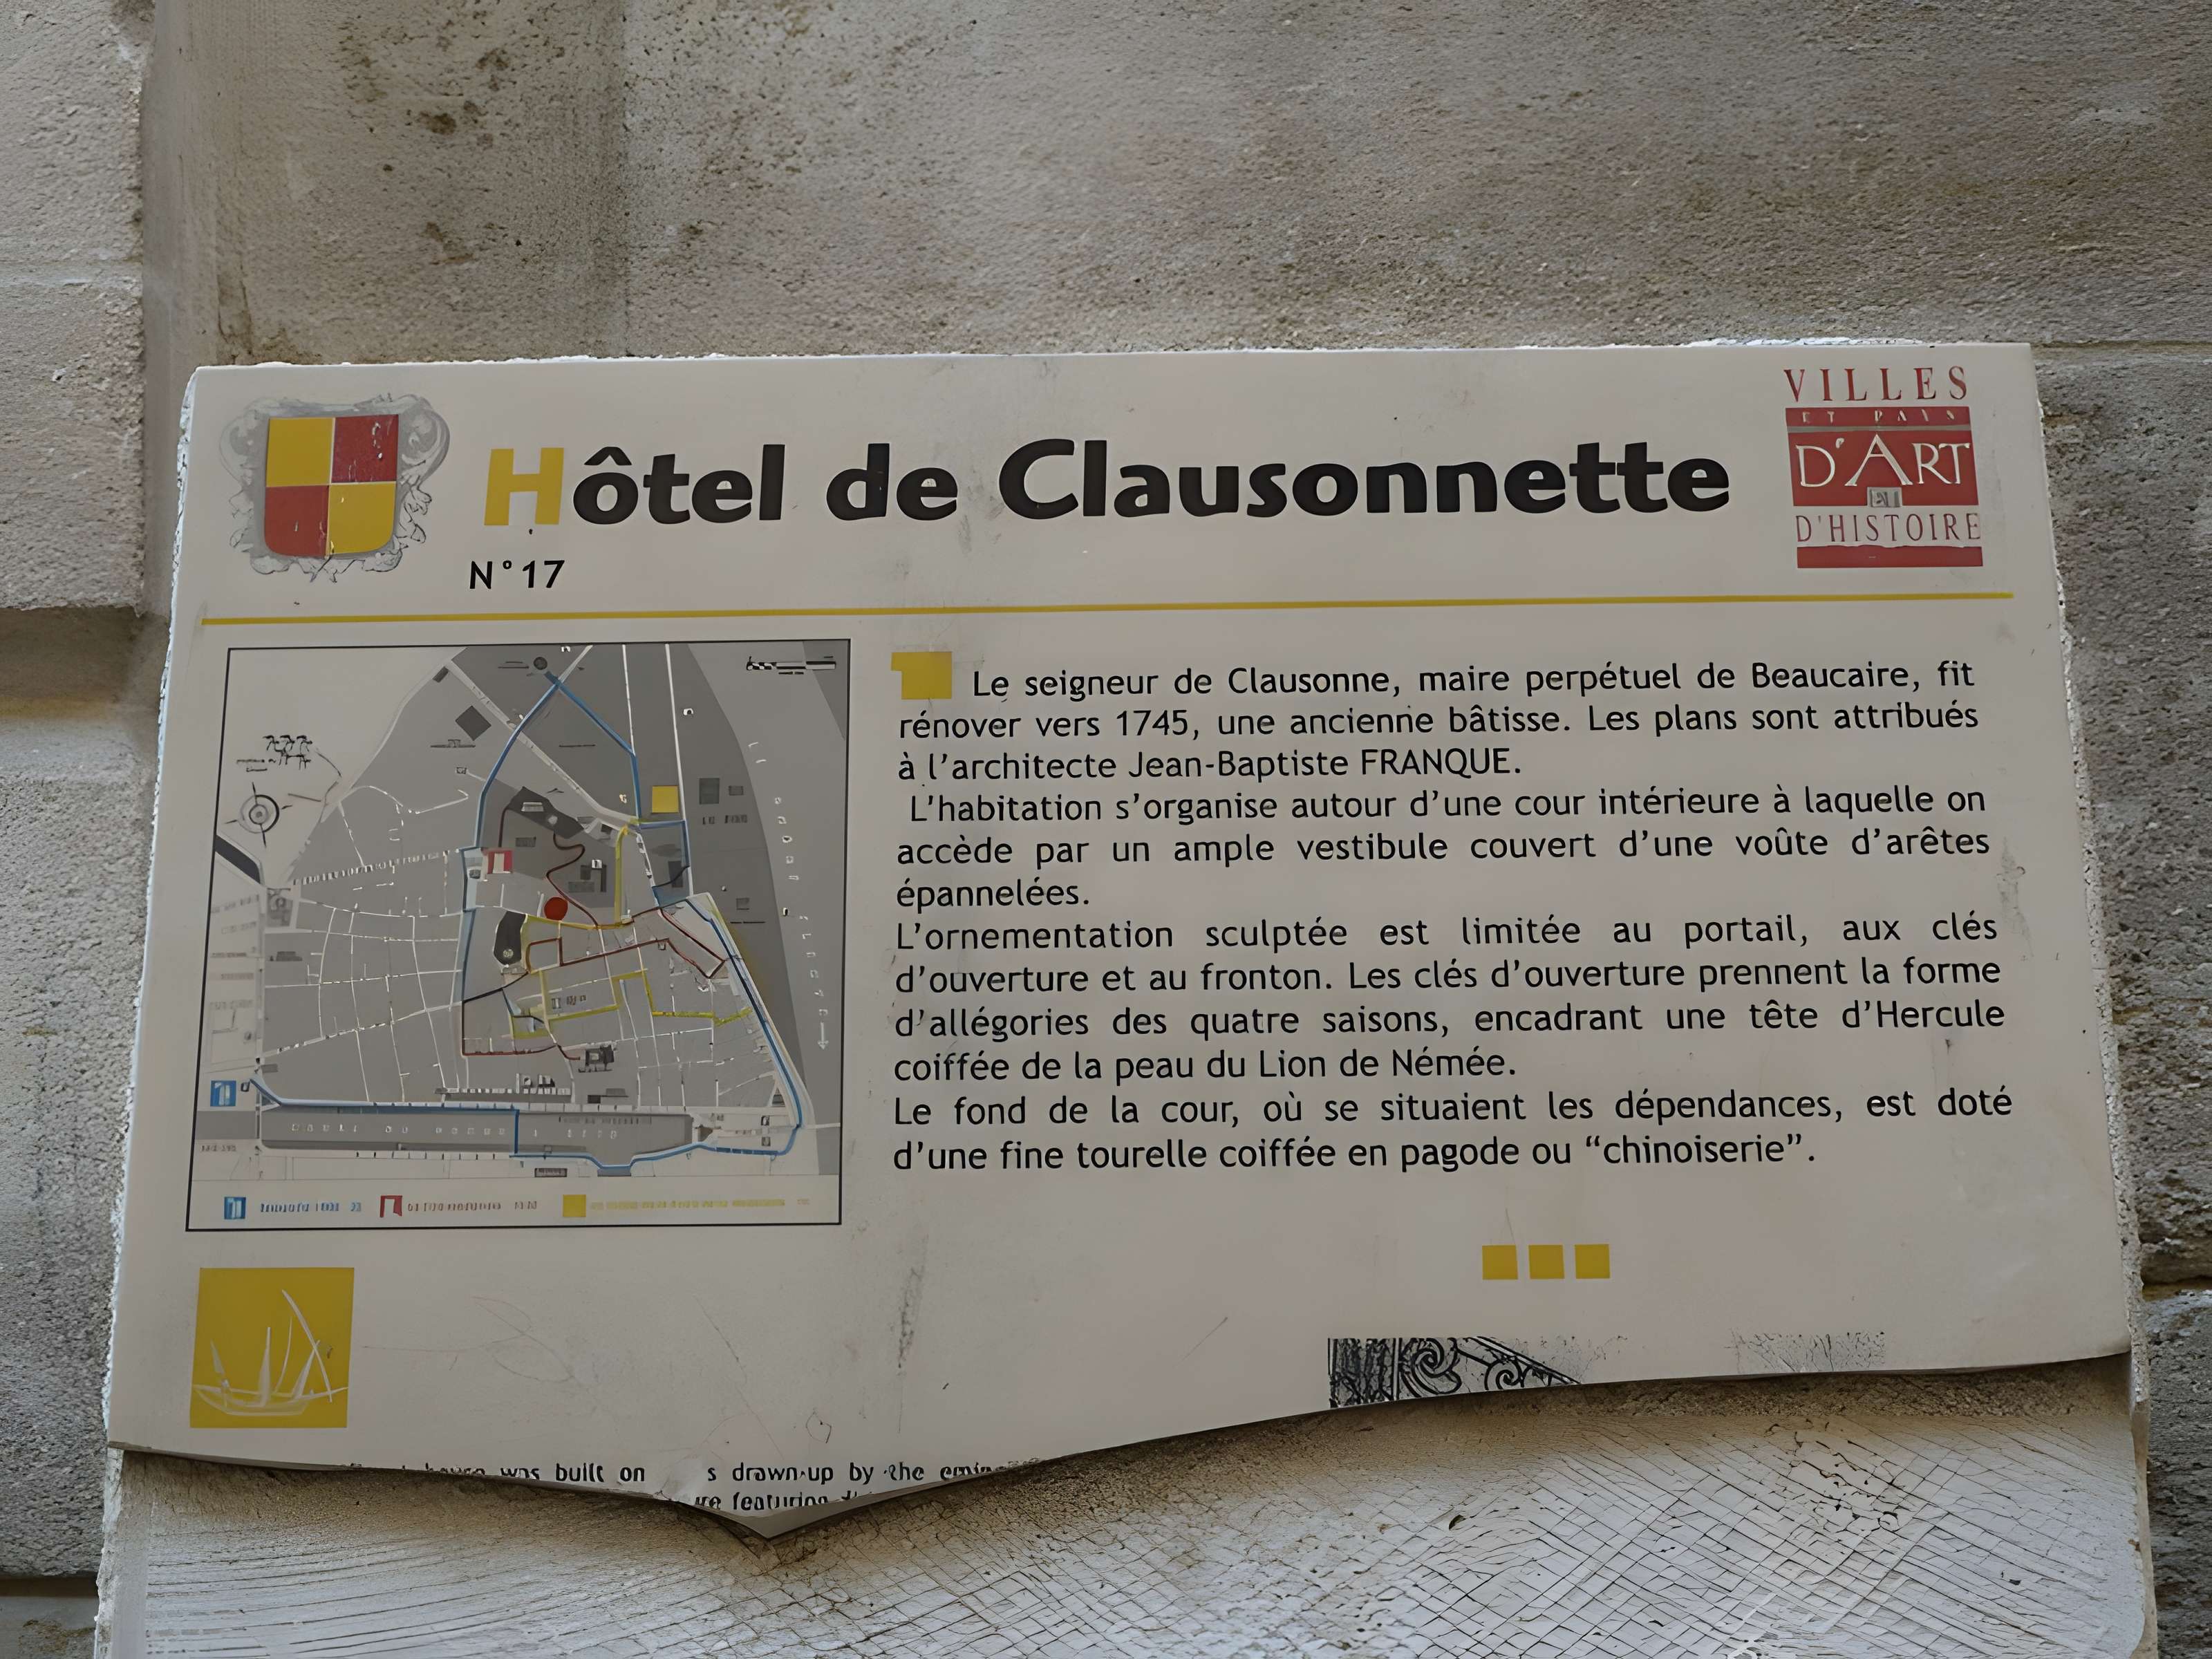 VILLES
ET PAYS
D'ART
ET
D'HISTOIRE
Hôtel de Clausonnette
N°17
Le seigneur de Clausonne, maire perpétuel de Beaucaire, fit
rénover vers 1745, une ancienne bâtisse. Les plans sont attribués
à l'architecte Jean-Baptiste FRANQUE.
L'habitation s'organise autour d'une cour intérieure à laquelle on
accède par un ample vestibule couvert d'une voûte d'arêtes
épannelées.
L'ornementation sculptée est limitée au portail, aux clés
d'ouverture et au fronton. Les clés d'ouverture prennent la forme
d'allégories des quatre saisons, encadrant une tête d'Hercule
coiffée de la peau du Lion de Némée.
Le fond de la cour, où se situaient les dépendances, est doté
d'une fine tourelle coiffée en pagode ou "chinoiserie".
was built on s drawn-up by the
featuring